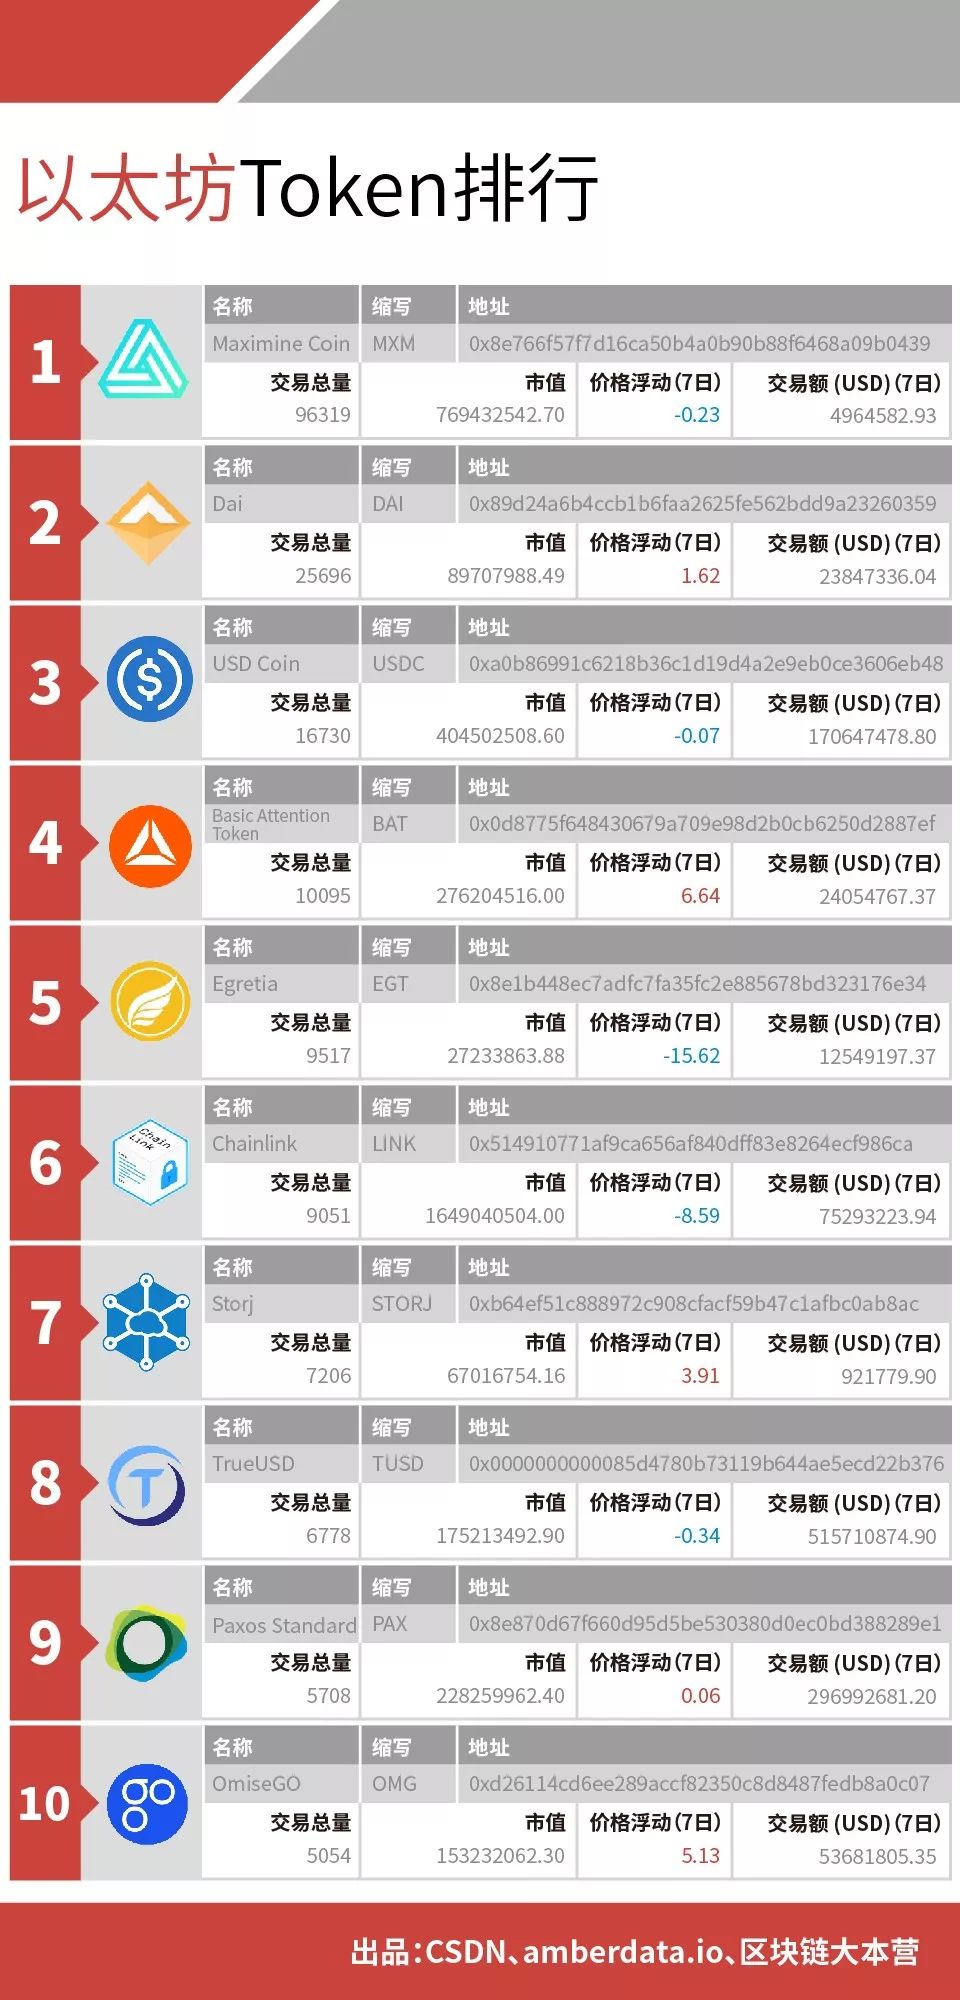 以太坊Token排行
1
名称 缩写 地址
Maximine Coin MXM 0x8e766f57f7d16ca50b4a0b90b88f6468a09b0439
交易总量 市值 价格浮动(7日) 交易额 (USD) (7日)
96319 769432542.70 -0.23 4964582.93
2
名称 缩写 地址
Dai DAI 0x89d24a6b4ccb1b6faa2625fe562bdd9a23260359
交易总量 市值 价格浮动(7日) 交易额 (USD) (7日)
25696 89707988.49 1.62 23847336.04
3
名称 缩写 地址
USD Coin USDC 0xa0b86991c6218b36c1d19d4a2e9eb0ce3606eb48
交易总量 市值 价格浮动(7日) 交易额 (USD) (7日)
16730 404502508.60 -0.07 170647478.80
4
名称 缩写 地址
Basic Attention
Token BAT 0x0d8775f648430679a709e98d2b0cb6250d2887ef
交易总量 市值 价格浮动(7日) 交易额 (USD) (7日)
10095 276204516.00 6.64 24054767.37
5
名称 缩写 地址
Egretia EGT 0x8e1b448ec7adfc7fa35fc2e885678bd323176e34
交易总量 市值 价格浮动(7日) 交易额 (USD) (7日)
9517 27233863.88 -15.62 12549197.37
6
Chain
Link
名称 缩写 地址
Chainlink LINK 0x514910771af9ca656af840dff83e8264ecf986ca
交易总量 市值 价格浮动(7日) 交易额 (USD) (7日)
9051 1649040504.00 -8.59 75293223.94
7
名称 缩写 地址
Storj STORJ 0xb64ef51c888972c908cfacf59b47c1afbc0ab8ac
交易总量 市值 价格浮动(7日) 交易额 (USD) (7日)
7206 67016754.16 3.91 921779.90
8
名称 缩写 地址
TrueUSD TUSD 0x0000000000085d4780b73119b644ae5ecd22b376
交易总量 市值 价格浮动(7日) 交易额 (USD) (7日)
6778 175213492.90 -0.34 515710874.90
9
名称 缩写 地址
Paxos Standard PAX 0x8e870d67f660d95d5be530380d0ec0bd388289e1
交易总量 市值 价格浮动(7日) 交易额 (USD) (7日)
5708 228259962.40 0.06 296992681.20
10
名称 缩写 地址
OmiseGO OMG 0xd26114cd6ee289accf82350c8d8487fedb8a0c07
交易总量 市值 价格浮动(7日) 交易额 (USD) (7日)
5054 153232062.30 5.13 53681805.35
出品:CSDN、amberdata.io、区块链大本营